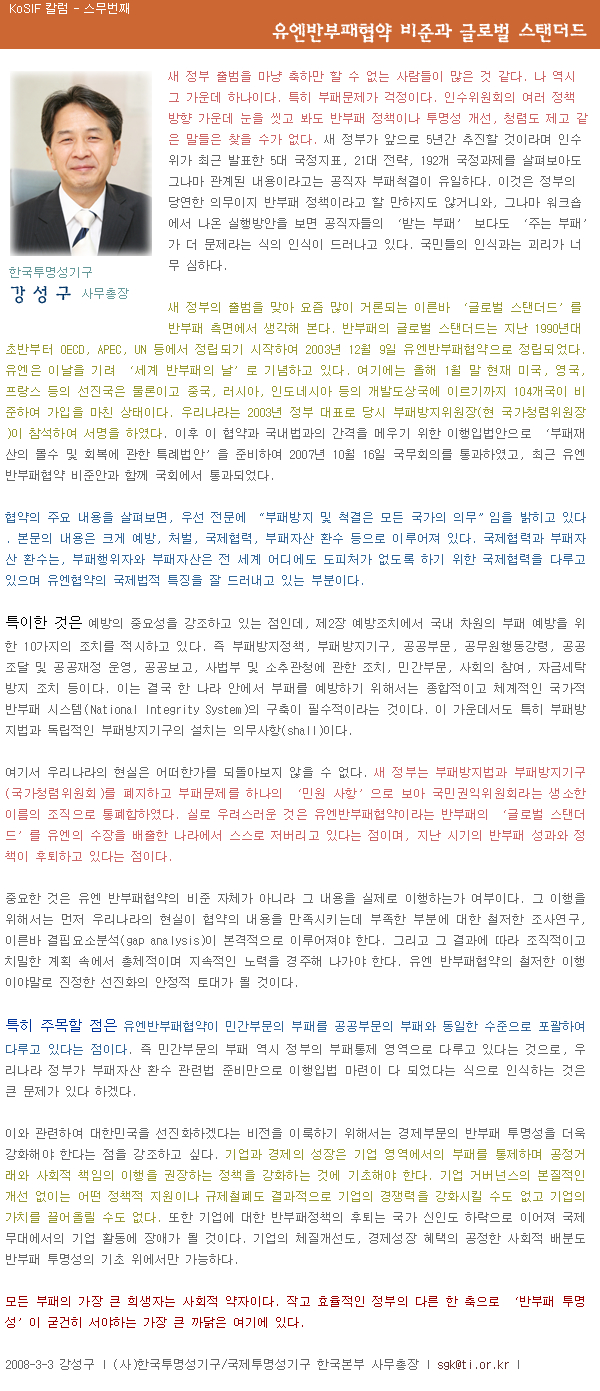 KoSIF 칼럼 - 스무번째
유엔반부패협약 비준과 글로벌 스탠더드
새 정부 출범을 마냥 축하만 할 수 없는 사람들이 많은 것 같다. 나 역시
그 가운데 하나이다. 특히 부패문제가 걱정이다. 인수위원회의 여러 정책
방향 가운데 눈을 씻고 봐도 반부패 정책이나 투명성 개선, 청렴도 제고 같
은 말들은 찾을 수가 없다. 새 정부가 앞으로 5년간 추진할 것이라며 인수
위가 최근 발표한 5대 국정지표, 21대 전략, 192개 국정과제를 살펴보아도
그나마 관계된 내용이라고는 공직자 부패척결이 유일하다. 이것은 정부의
당연한 의무이지 반부패 정책이라고 할 만하지도 않거니와, 그나마 워크숍
에서 나온 실행방안을 보면 공직자들의 ‘받는 부패’ 보다도 ‘주는 부패’
가 더 문제라는 식의 인식이 드러나고 있다. 국민들의 인식과는 괴리가 너
무 심하다.
한국투명성기구
강성구 사무총장
새 정부의 출범을 맞아 요즘 많이 거론되는 이른바 ‘글로벌 스탠더드’를
반부패 측면에서 생각해 본다. 반부패의 글로벌 스탠더드는 지난 1990년대
초반부터 OECD, APEC, UN 등에서 정립되기 시작하여 2003년 12월 9일 유엔반부패협약으로 정립되었다.
유엔은 이날을 기려 ‘세계 반부패의 날’로 기념하고 있다. 여기에는 올해 1월 말 현재 미국, 영국,
프랑스 등의 선진국은 물론이고 중국, 러시아, 인도네시아 등의 개발도상국에 이르기까지 104개국이 비
준하여 가입을 마친 상태이다. 우리나라는 2003년 정부 대표로 당시 부패방지위원장(현 국가청렴위원장
)이 참석하여 서명을 하였다. 이후 이 협약과 국내법과의 간격을 메우기 위한 이행입법안으로 ‘부패재
산의 몰수 및 회복에 관한 특례법안’을 준비하여 2007년 10월 16일 국무회의를 통과하였고, 최근 유엔
반부패협약 비준안과 함께 국회에서 통과되었다.
협약의 주요 내용을 살펴보면, 우선 전문에 “부패방지 및 척결은 모든 국가의 의무”임을 밝히고 있다
. 본문의 내용은 크게 예방, 처벌, 국제협력, 부패자산 환수 등으로 이루어져 있다. 국제협력과 부패자
산 환수는, 부패행위자와 부패자산은 전 세계 어디에도 도피처가 없도록 하기 위한 국제협력을 다루고
있으며 유엔협약의 국제법적 특징을 잘 드러내고 있는 부분이다.
특이한 것은 예방의 중요성을 강조하고 있는 점인데, 제2장 예방조치에서 국내 차원의 부패 예방을 위
한 10가지의 조치를 적시하고 있다. 즉 부패방지정책, 부패방지기구, 공공부문, 공무원행동강령, 공공
조달 및 공공재정 운영, 공공보고, 사법부 및 소추관청에 관한 조치, 민간부문, 사회의 참여, 자금세탁
방지 조치 등이다. 이는 결국 한 나라 안에서 부패를 예방하기 위해서는 종합적이고 체계적인 국가적
반부패 시스템(National Integrity System)의 구축이 필수적이라는 것이다. 이 가운데서도 특히 부패방
지법과 독립적인 부패방지기구의 설치는 의무사항(shall)이다.
여기서 우리나라의 현실은 어떠한가를 되돌아보지 않을 수 없다. 새 정부는 부패방지법과 부패방지기구
(국가청렴위원회)를 폐지하고 부패문제를 하나의 ‘민원 사항’으로 보아 국민권익위원회라는 생소한
이름의 조직으로 통폐합하였다. 실로 우려스러운 것은 유엔반부패협약이라는 반부패의 ‘글로벌 스탠더
드’를 유엔의 수장을 배출한 나라에서 스스로 저버리고 있다는 점이며, 지난 시기의 반부패 성과와 정
책이 후퇴하고 있다는 점이다.
중요한 것은 유엔 반부패협약의 비준 자체가 아니라 그 내용을 실제로 이행하는가 여부이다. 그 이행을
위해서는 먼저 우리나라의 현실이 협약의 내용을 만족시키는데 부족한 부분에 대한 철저한 조사연구,
이른바 결핍요소분석(gap analysis)이 본격적으로 이루어져야 한다. 그리고 그 결과에 따라 조직적이고
치밀한 계획 속에서 총체적이며 지속적인 노력을 경주해 나가야 한다. 유엔 반부패협약의 철저한 이행
이야말로 진정한 선진화의 안정적 토대가 될 것이다.
특히 주목할 점은 유엔반부패협약이 민간부문의 부패를 공공부문의 부패와 동일한 수준으로 포괄하여
다루고 있다는 점이다. 즉 민간부문의 부패 역시 정부의 부패통제 영역으로 다루고 있다는 것으로, 우
리나라 정부가 부패자산 환수 관련법 준비만으로 이행입법 마련이 다 되었다는 식으로 인식하는 것은
큰 문제가 있다 하겠다.
이와 관련하여 대한민국을 선진화하겠다는 비전을 이룩하기 위해서는 경제부문의 반부패 투명성을 더욱
강화해야 한다는 점을 강조하고 싶다. 기업과 경제의 성장은 기업 영역에서의 부패를 통제하며 공정거
래와 사회적 책임의 이행을 권장하는 정책을 강화하는 것에 기초해야 한다. 기업 거버넌스의 본질적인
개선 없이는 어떤 정책적 지원이나 규제철폐도 결과적으로 기업의 경쟁력을 강화시킬 수도 없고 기업의
가치를 끌어올릴 수도 없다. 또한 기업에 대한 반부패정책의 후퇴는 국가 신인도 하락으로 이어져 국제
무대에서의 기업 활동에 장애가 될 것이다. 기업의 체질개선도, 경제성장 혜택의 공정한 사회적 배분도
반부패 투명성의 기초 위에서만 가능하다.
모든 부패의 가장 큰 희생자는 사회적 약자이다. 작고 효율적인 정부의 다른 한 축으로 ‘반부패 투명
성’이 굳건히 서야하는 가장 큰 까닭은 여기에 있다.
2008-3-3 강성구 | (사)한국투명성기구/국제투명성기구 한국본부 사무총장 | sgk@ti.or.kr |